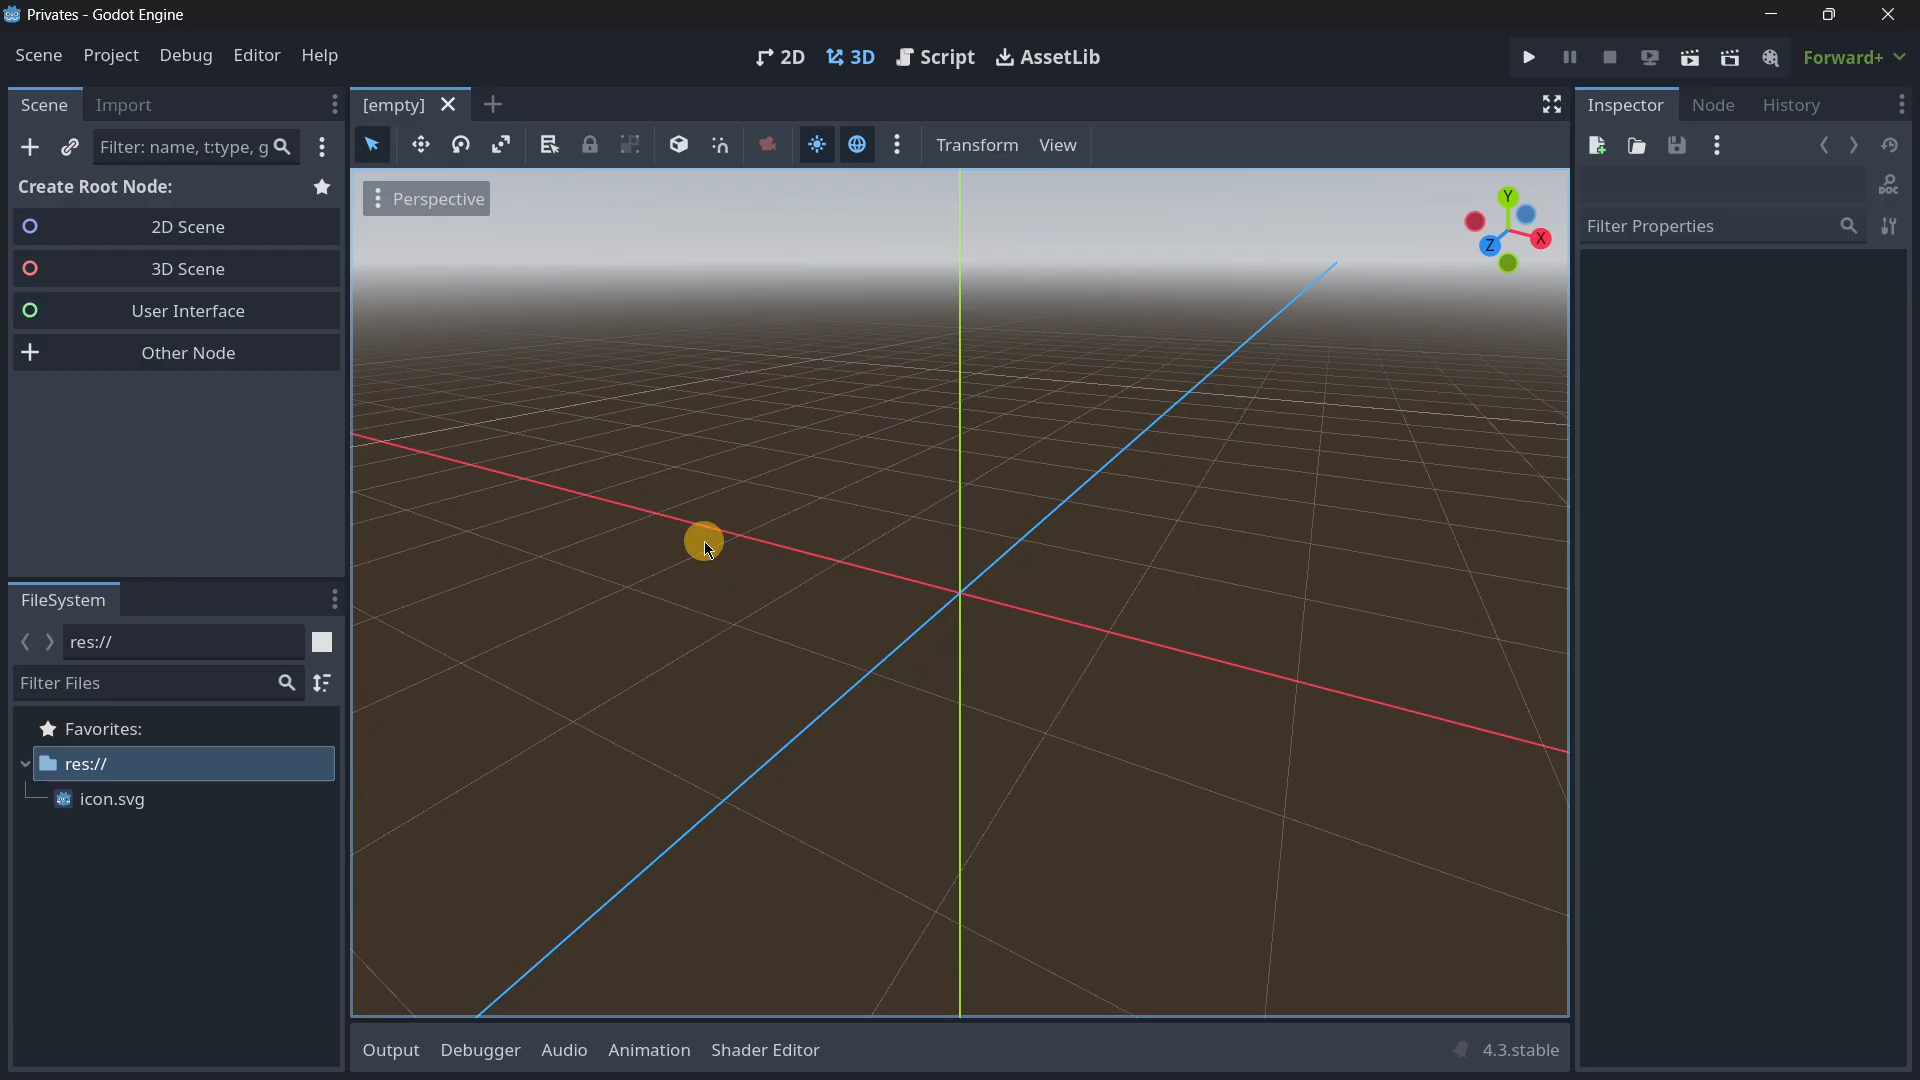 Privates - Godot Engine
Scene Project Debug Editor Help
2D 3D Script AssetLib
Forward+
Scene Import
[empty]
Inspector Node History
Filter: name, t:type, g
Transform View
DOC
Create Root Node:
Perspective
Y
X
Z
Filter Properties
2D Scene
3D Scene
User Interface
Other Node
FileSystem
res://
Filter Files
Favorites:
res://
icon.svg
Output Debugger Audio Animation Shader Editor
4.3.stable